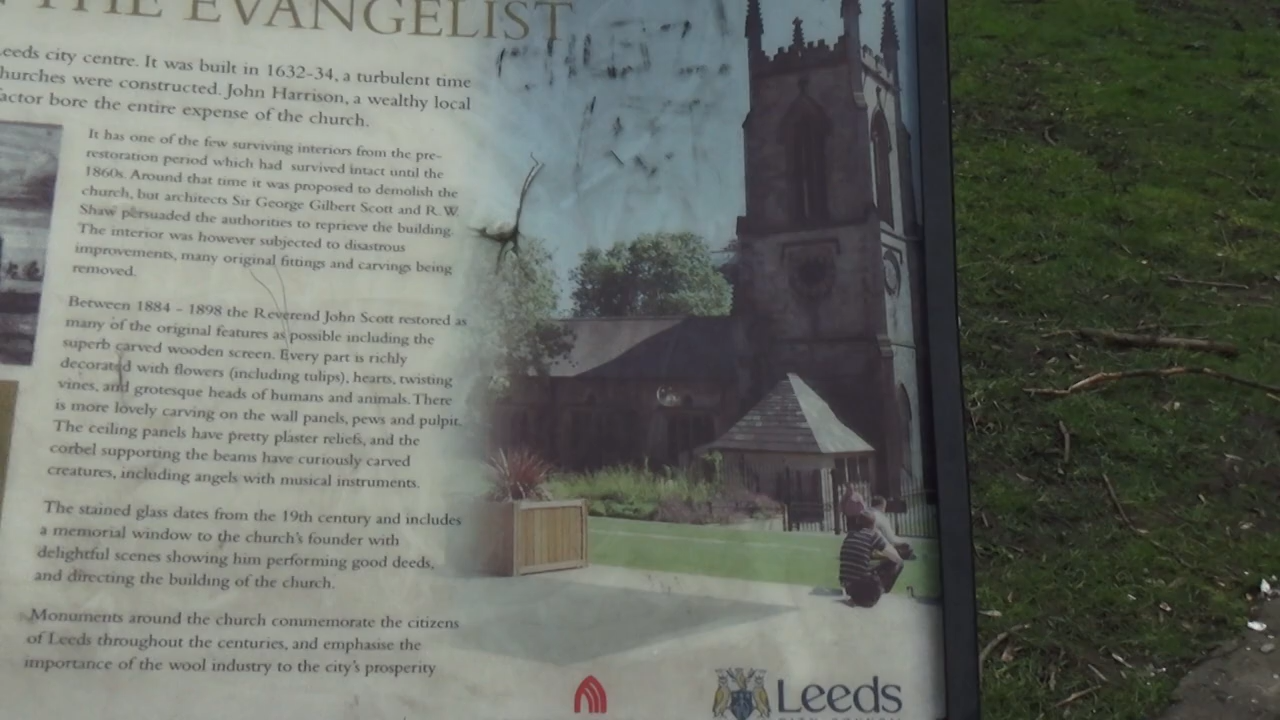 THE EVANGELIST
Leeds city centre. It was built in 1632-34, a turbulent time
churches were constructed. John Harrison, a wealthy local
factor bore the entire expense of the church.
It has one of the few surviving interiors from the pre-
restoration period which had survived intact until the
1860s. Around that time it was proposed to demolish the
church, but architects Sir George Gilbert Scott and R. W.
Shaw persuaded the authorities to reprieve the building.
The interior was however subjected to disastrous
improvements, many original fittings and carvings being
removed.
Between 1884 - 1898 the Reverend John Scott restored as
many of the original features as possible including the
superb carved wooden screen. Every part is richly
decorated with flowers (including tulips), hearts, twisting
vines, and grotesque heads of humans and animals. There
is more lovely carving on the wall panels, pews and pulpit.
The ceiling panels have pretty plaster reliefs, and the
corbel supporting the beams have curiously carved
creatures, including angels with musical instruments.
The stained glass dates from the 19th century and includes
a memorial window to the church's founder with
delightful scenes showing him performing good deeds,
and directing the building of the church.
Monuments around the church commemorate the citizens
of Leeds throughout the centuries, and emphasise the
importance of the wool industry to the city's prosperity
Leeds